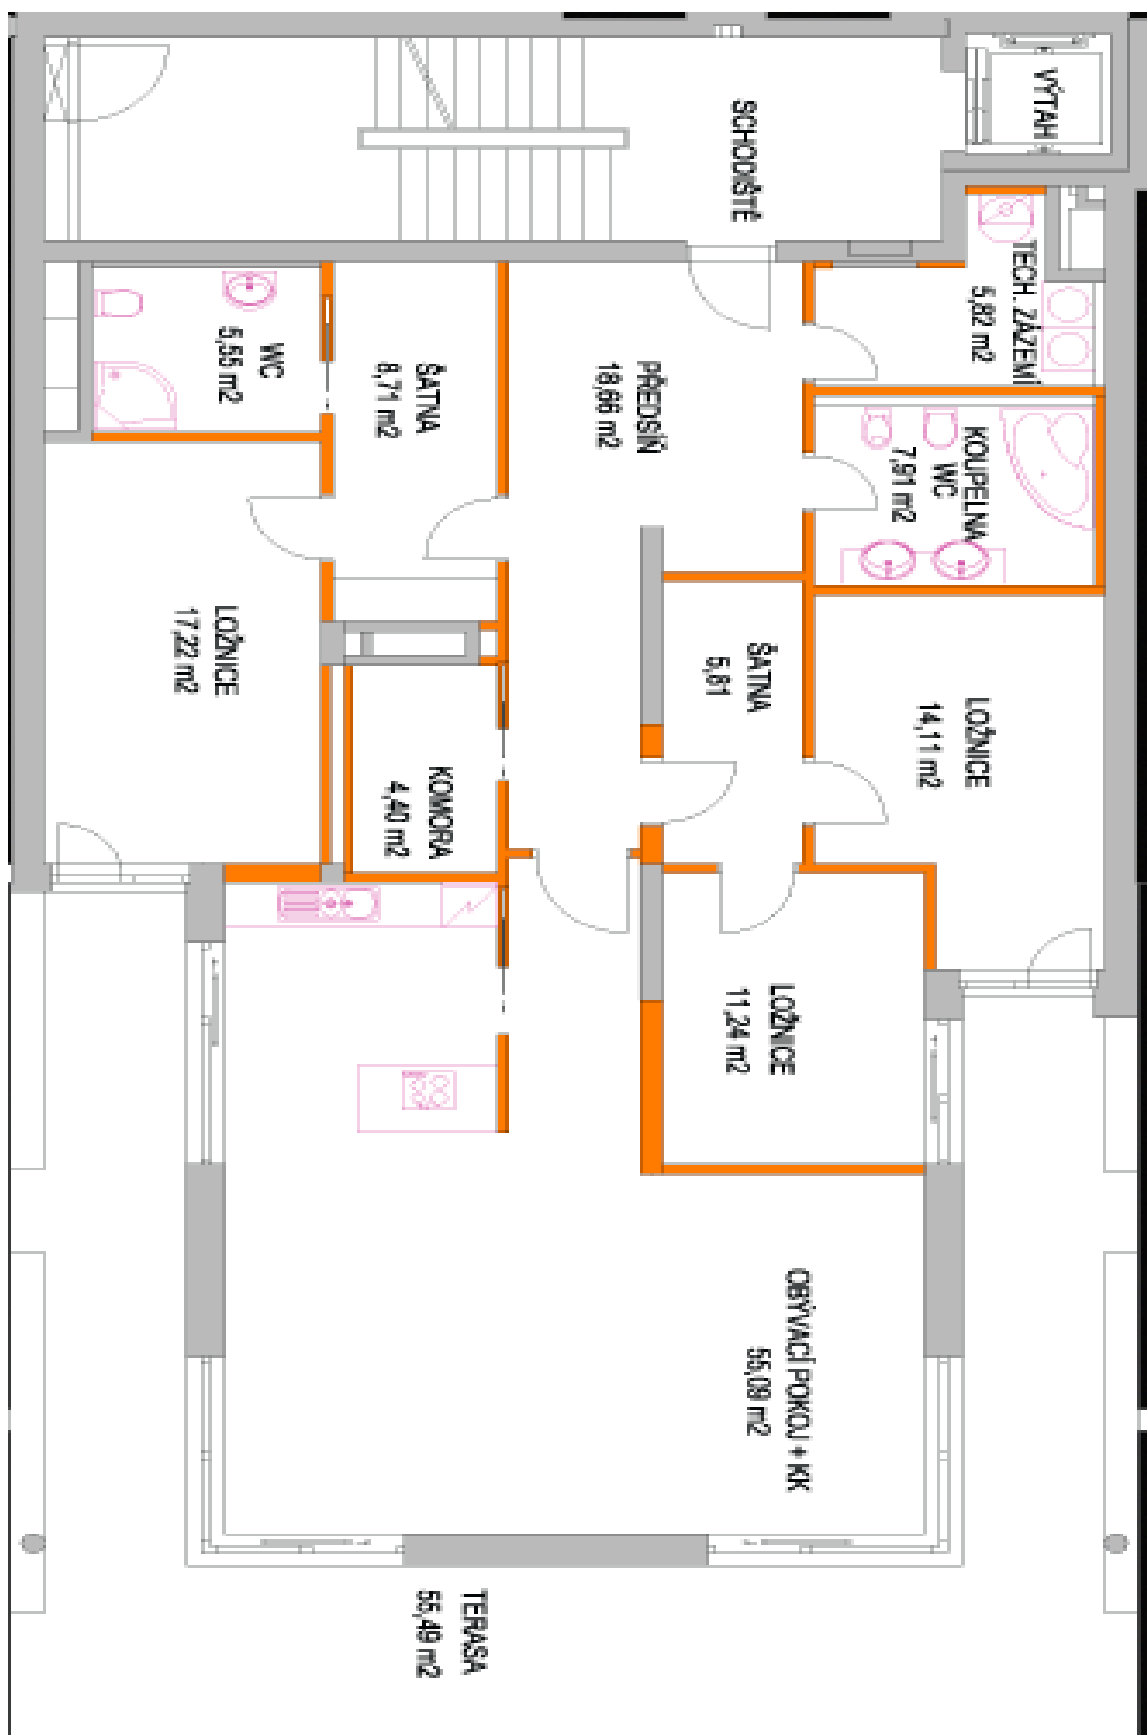 VÝTAH
SCHODIŠTĚ
TECH. ZÁZEMÍ
5,82 m2
WC
5,55 m2
ŠATNA
8,71 m2
PŘEDSÍŇ
18,66 m2
KOUPELNA
WC
7,91 m2
LOŽNICE
17,22 m2
ŠATNA
5,81
LOŽNICE
14,11 m2
KOMORA
4,40 m2
LOŽNICE
11,24 m2
OBÝVACÍ POKOJ + KK
55,09 m2
TERASA
55,49 m2